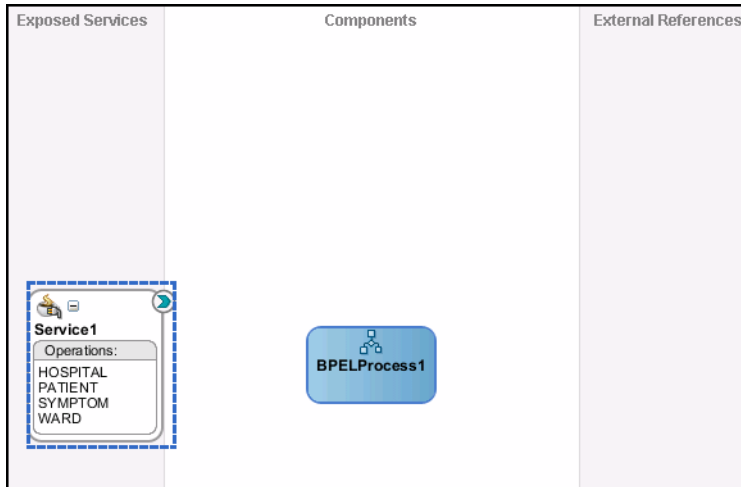 Exposed Services
Components
External References
Service1
Operations:
HOSPITAL
PATIENT
SYMPTOM
WARD
BPELProcess1